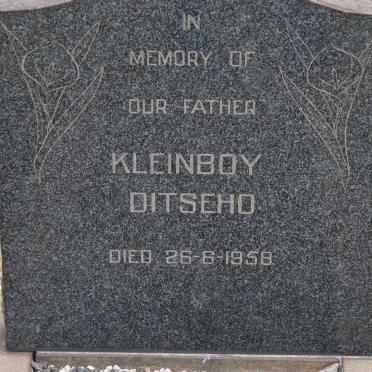 IN
MEMORY OF
OUR FATHER
KLEINBOY
DITSEHO
DIED 26-6-1958